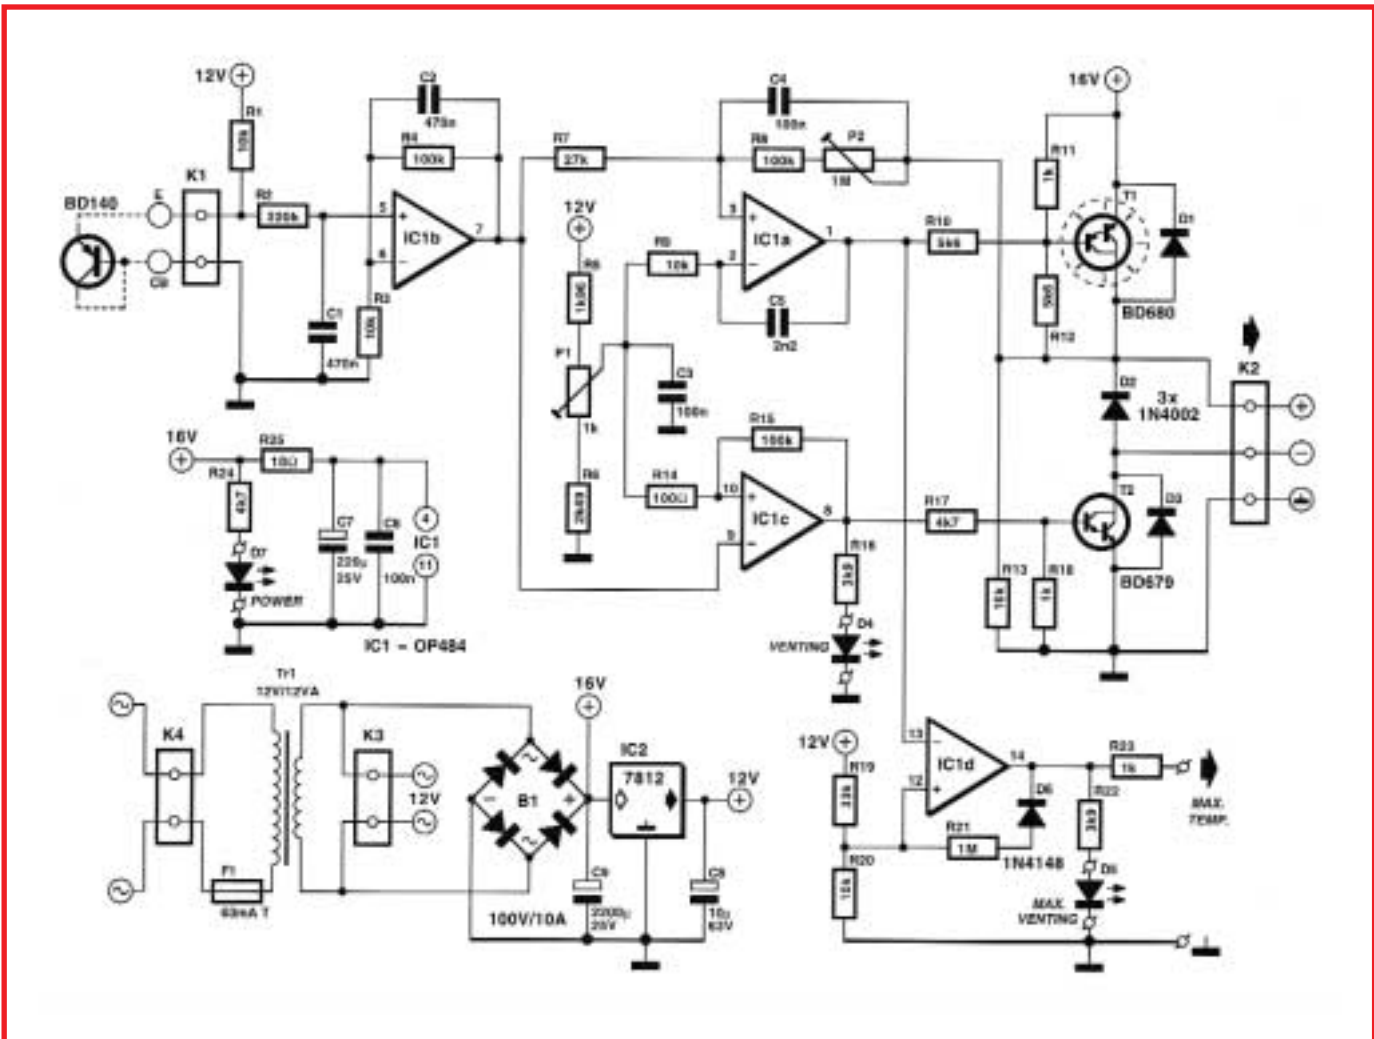 12V
R1
10k
K1
BD140
E
CB
R2
220k
C1
470n
R3
10k
C2
470n
R4
100k
5
6
7
IC1b
R7
27k
12V
R5
P1
1k
R6
R9
10k
C3
100n
C4
100n
R8
100k
P2
1M
3
2
1
IC1a
C5
2n2
R14
100Ω
R15
100k
10
9
8
IC1c
R16
3k9
D4
VENTING
16V
R11
1k
T1
D1
R10
5k6
5k6
R12
BD680
D2
3x
1N4002
K2
R17
4k7
T2
D3
BD679
R13
10k
R18
1k
16V
R25
10Ω
R24
4k7
D7
POWER
C7
220µ
25V
C6
100n
4
IC1
11
IC1 = OP484
Tr1
12V/12VA
K4
F1
63mA T
K3
12V
B1
100V/10A
16V
IC2
7812
12V
C9
2200µ
25V
C8
10µ
63V
12V
R19
33k
R20
10k
13
12
14
IC1d
R21
1M
D6
1N4148
R23
1k
MAX.
TEMP.
R22
3k9
D5
MAX.
VENTING